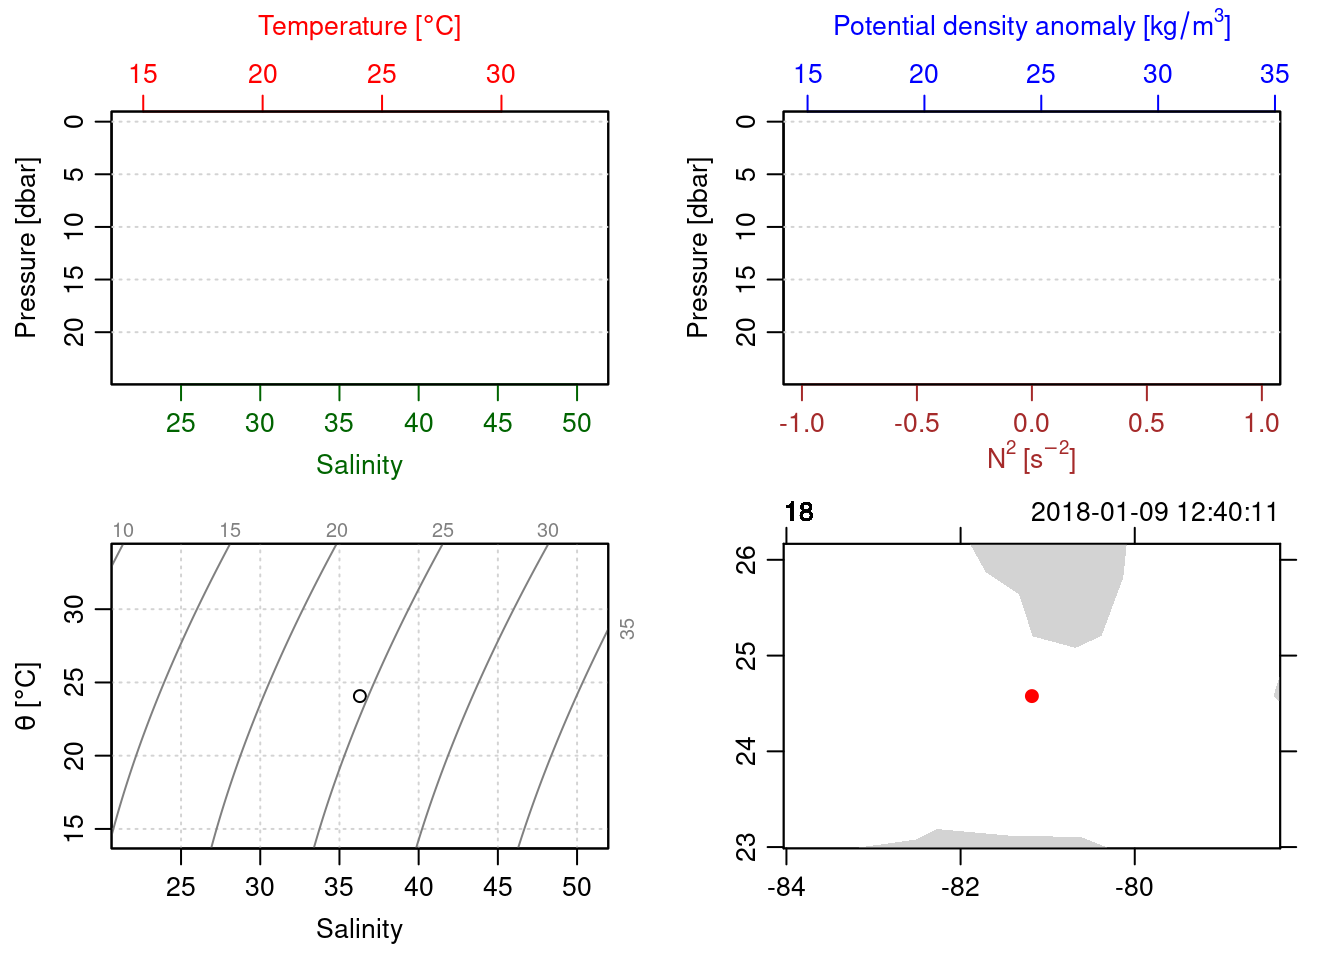 Temperature [°C]
15 20 25 30
0
5
10
15
20
Pressure [dbar]
25 30 35 40 45 50
Salinity
Potential density anomaly [kg/m³]
15 20 25 30 35
0
5
10
15
20
Pressure [dbar]
-1.0 -0.5 0.0 0.5 1.0
N² [s⁻²]
10 15 20 25 30
35
30
25
20
15
θ [°C]
25 30 35 40 45 50
Salinity
18 2018-01-09 12:40:11
26
25
24
23
-84 -82 -80